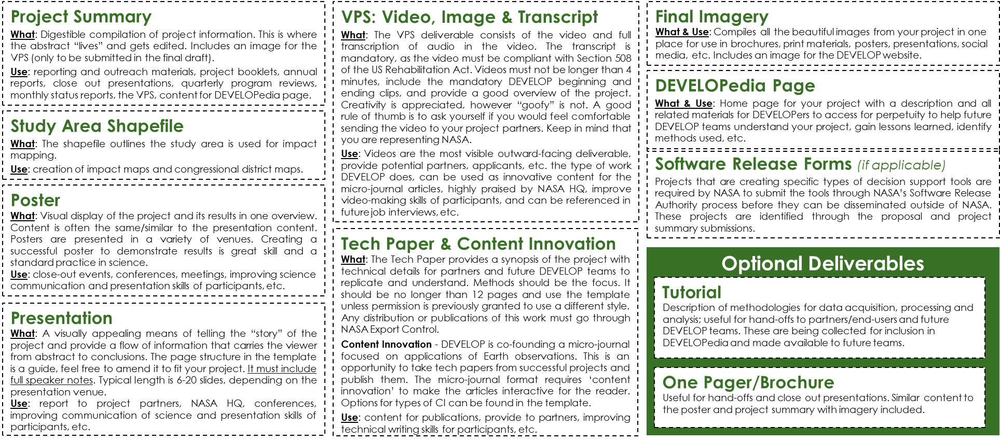 Project Summary
What: Digestible compilation of project information. This is where
the abstract “lives” and gets edited. Includes an image for the
VPS (only to be submitted in the final draft).
Use: reporting and outreach materials, project booklets, annual
reports, close out presentations, quarterly program reviews,
monthly status reports, the VPS, content for DEVELOPedia page.
Study Area Shapefile
What: The shapefile outlines the study area is used for impact
mapping.
Use: creation of impact maps and congressional district maps.
Poster
What: Visual display of the project and its results in one overview.
Content is often the same/similar to the presentation content.
Posters are presented in a variety of venues. Creating a
successful poster to demonstrate results is great skill and a
standard practice in science.
Use: close-out events, conferences, meetings, improving science
communication and presentation skills of participants, etc.
Presentation
What: A visually appealing means of telling the “story” of the
project and provide a flow of information that carries the viewer
from abstract to conclusions. The page structure in the template
is a guide, feel free to amend it to fit your project. It must include
full speaker notes. Typical length is 6-20 slides, depending on the
presentation venue.
Use: report to project partners, NASA HQ, conferences,
improving communication of science and presentation skills of
participants, etc.
VPS: Video, Image & Transcript
What: The VPS deliverable consists of the video and full
transcription of audio in the video. The transcript is
mandatory, as the video must be compliant with Section 508
of the US Rehabilitation Act. Videos must not be longer than 4
minutes, include the mandatory DEVELOP beginning and
ending clips, and provide a good overview of the project.
Creativity is appreciated, however “goofy” is not. A good
rule of thumb is to ask yourself if you would feel comfortable
sending the video to your project partners. Keep in mind that
you are representing NASA.
Use: Videos are the most visible outward-facing deliverable,
provide potential partners, applicants, etc. the type of work
DEVELOP does, can be used as innovative content for the
micro-journal articles, highly praised by NASA HQ, improve
video-making skills of participants, and can be referenced in
future job interviews, etc.
Tech Paper & Content Innovation
What: The Tech Paper provides a synopsis of the project with
technical details for partners and future DEVELOP teams to
replicate and understand. Methods should be the focus. It
should be no longer than 12 pages and use the template
unless permission is previously granted to use a different style.
Any distribution or publications of this work must go through
NASA Export Control.
Content Innovation - DEVELOP is co-founding a micro-journal
focused on applications of Earth observations. This is an
opportunity to take tech papers from successful projects and
publish them. The micro-journal format requires ‘content
innovation’ to make the articles interactive for the reader.
Options for types of CI can be found in the template.
Use: content for publications, provide to partners, improving
technical writing skills for participants, etc.
Final Imagery
What & Use: Compiles all the beautiful images from your project in one
place for use in brochures, print materials, posters, presentations, social
media, etc. Includes an image for the DEVELOP website.
DEVELOPedia Page
What & Use: Home page for your project with a description and all
related materials for DEVELOPers to access for perpetuity to help future
DEVELOP teams understand your project, gain lessons learned, identify
methods used, etc.
Software Release Forms (if applicable)
Projects that are creating specific types of decision support tools are
required by NASA to submit the tools through NASA’s Software Release
Authority process before they can be disseminated outside of NASA.
These projects are identified through the proposal and project
summary submissions.
Optional Deliverables
Tutorial
Description of methodologies for data acquisition, processing and
analysis; useful for hand-offs to partners/end-users and future
DEVELOP teams. These are being collected for inclusion in
DEVELOPedia and made available to future teams.
One Pager/Brochure
Useful for hand-offs and close out presentations. Similar content to
the poster and project summary with imagery included.